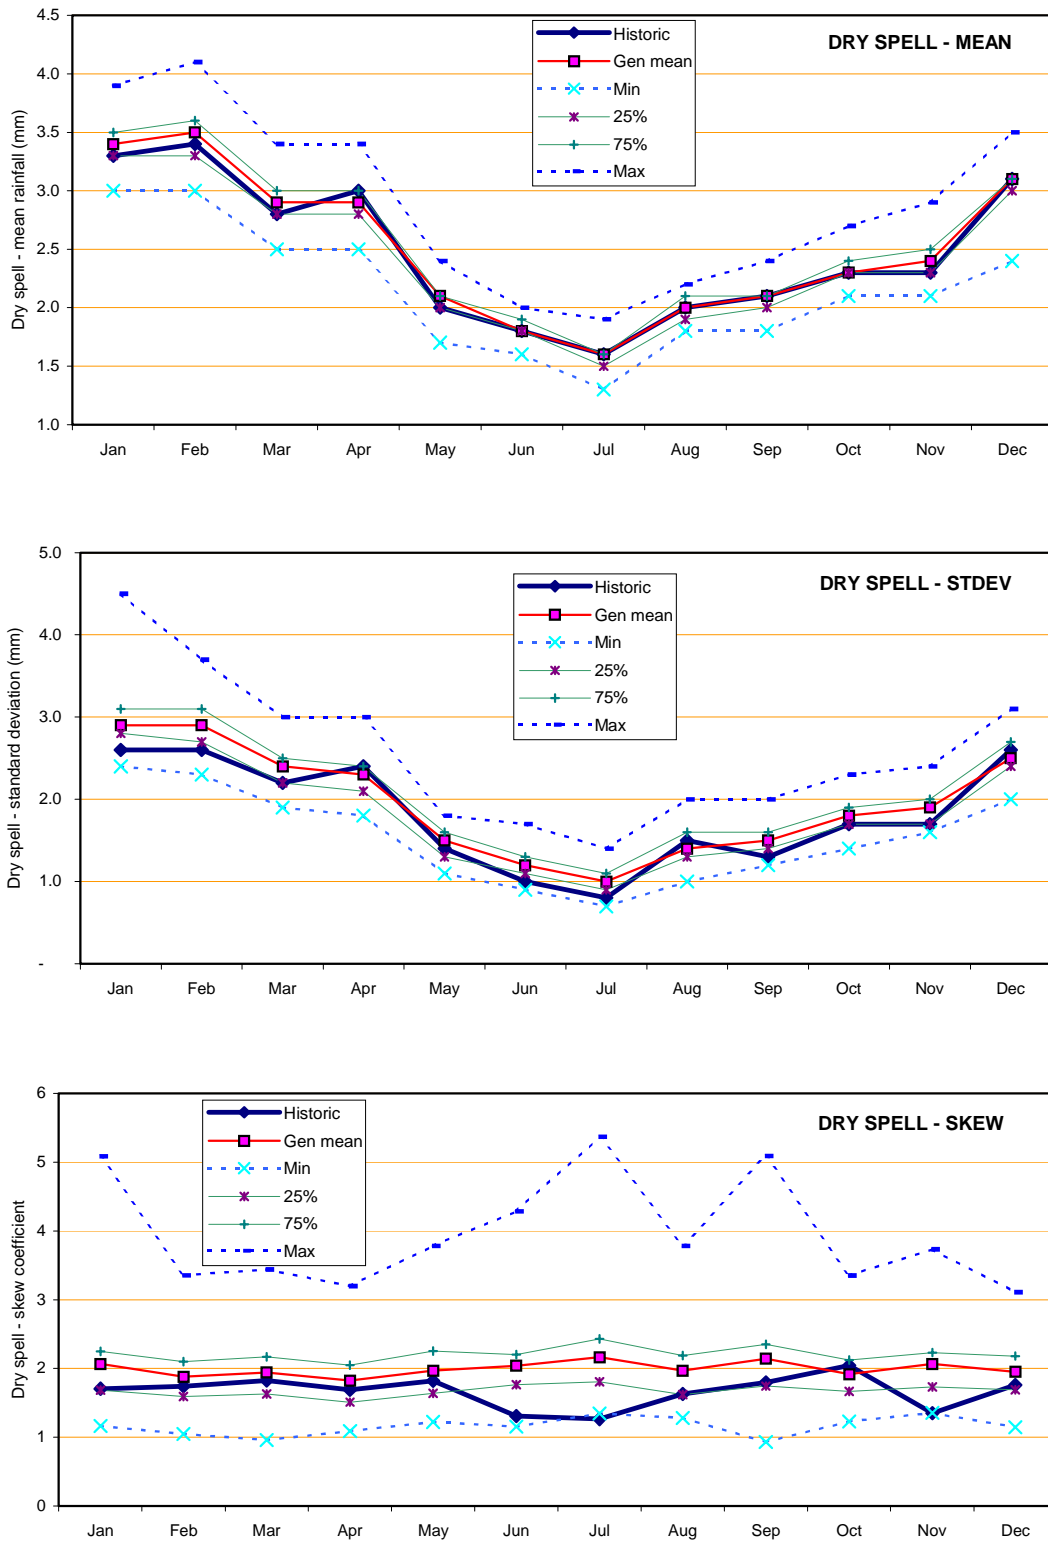 DRY SPELL - MEAN
Historic
Gen mean
Min
25%
75%
Max
Dry spell - mean rainfall (mm)
4.5
4.0
3.5
3.0
2.5
2.0
1.5
1.0
Jan Feb Mar Apr May Jun Jul Aug Sep Oct Nov Dec
DRY SPELL - STDEV
Historic
Gen mean
Min
25%
75%
Max
Dry spell - standard deviation (mm)
5.0
4.0
3.0
2.0
1.0
-
Jan Feb Mar Apr May Jun Jul Aug Sep Oct Nov Dec
DRY SPELL - SKEW
Historic
Gen mean
Min
25%
75%
Max
Dry spell - skew coefficient
6
5
4
3
2
1
0
Jan Feb Mar Apr May Jun Jul Aug Sep Oct Nov Dec